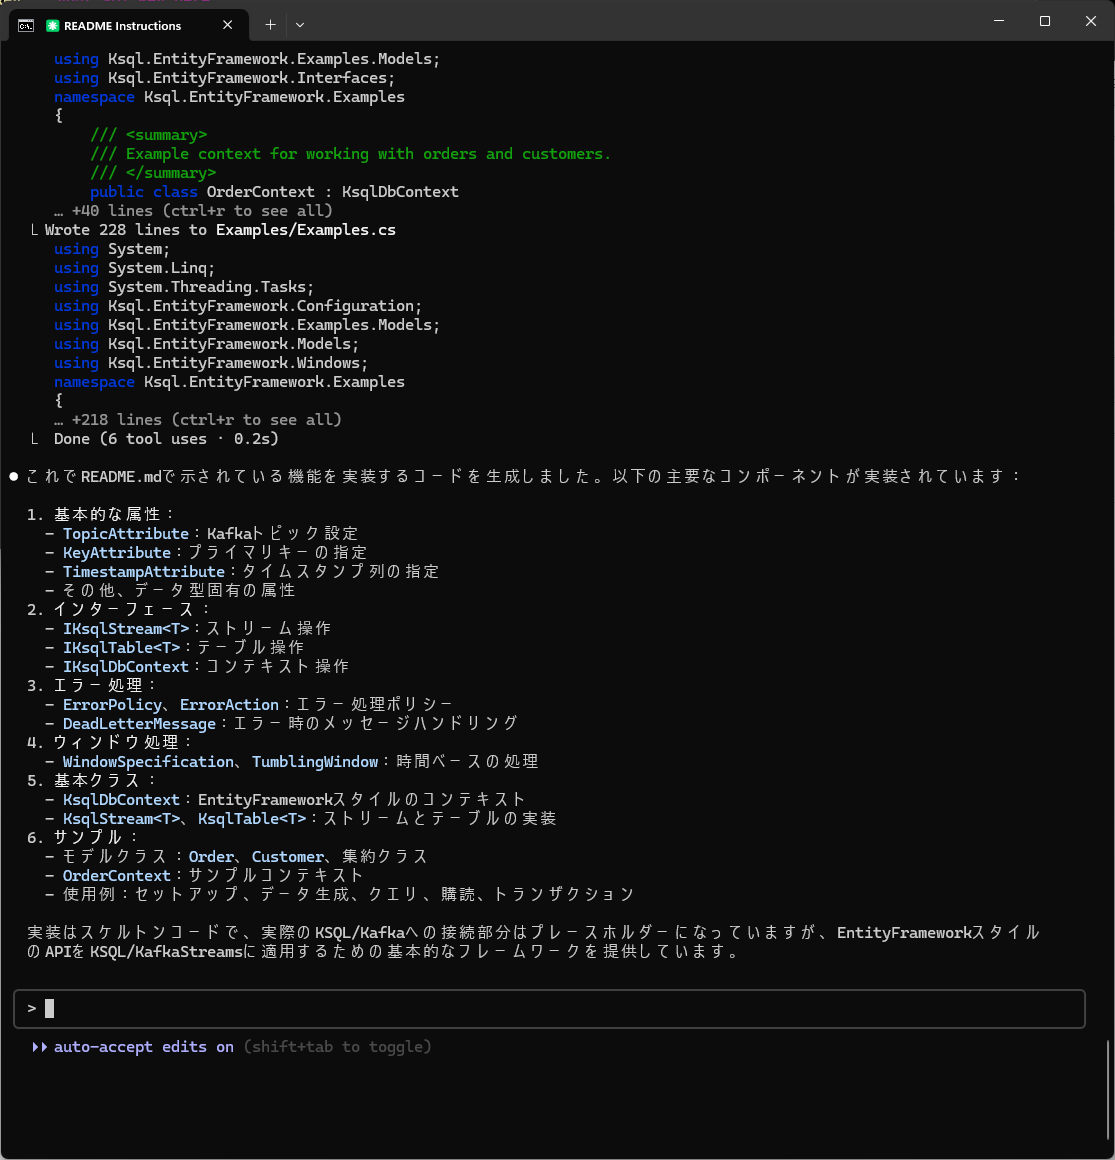 README Instructions
using Ksql.EntityFramework.Examples.Models;
using Ksql.EntityFramework.Interfaces;
namespace Ksql.EntityFramework.Examples
{
/// <summary>
/// Example context for working with orders and customers.
/// </summary>
public class OrderContext : KsqlDbContext
… +40 lines (ctrl+r to see all)
⎿ Wrote 228 lines to Examples/Examples.cs
using System;
using System.Linq;
using System.Threading.Tasks;
using Ksql.EntityFramework.Configuration;
using Ksql.EntityFramework.Examples.Models;
using Ksql.EntityFramework.Models;
using Ksql.EntityFramework.Windows;
namespace Ksql.EntityFramework.Examples
{
… +218 lines (ctrl+r to see all)
⎿ Done (6 tool uses · 0.2s)
● これでREADME.mdで示されている機能を実装するコードを生成しました。以下の主要なコンポーネントが実装されています：
1. 基本的な属性：
- TopicAttribute：Kafkaトピック設定
- KeyAttribute：プライマリキーの指定
- TimestampAttribute：タイムスタンプ列の指定
- その他、データ型固有の属性
2. インターフェース：
- IKsqlStream<T>：ストリーム操作
- IKsqlTable<T>：テーブル操作
- IKsqlDbContext：コンテキスト操作
3. エラー処理：
- ErrorPolicy、ErrorAction：エラー処理ポリシー
- DeadLetterMessage：エラー時のメッセージハンドリング
4. ウィンドウ処理：
- WindowSpecification、TumblingWindow：時間ベースの処理
5. 基本クラス：
- KsqlDbContext：EntityFrameworkスタイルのコンテキスト
- KsqlStream<T>、KsqlTable<T>：ストリームとテーブルの実装
6. サンプル：
- モデルクラス：Order、Customer、集約クラス
- OrderContext：サンプルコンテキスト
- 使用例：セットアップ、データ生成、クエリ、購読、トランザクション
実装はスケルトンコードで、実際のKSQL/Kafkaへの接続部分はプレースホルダーになっていますが、EntityFrameworkスタイル
のAPIをKSQL/KafkaStreamsに適用するための基本的なフレームワークを提供しています。
>
auto-accept edits on (shift+tab to toggle)